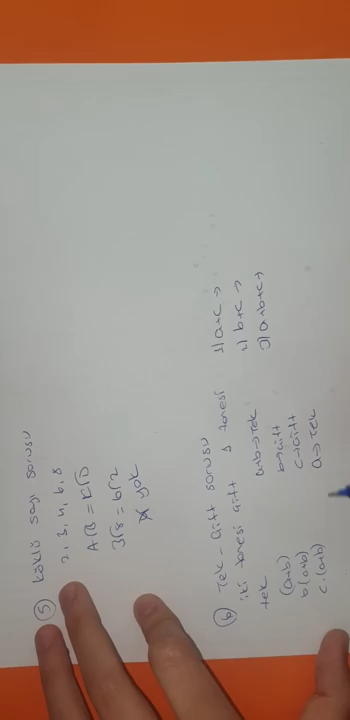 5 köklü sayı sorusu
2, 3, 4, 6, 8
A√B = K√D
3√8 = 6√2
yok
6 Tek - Çift sorusu
iki tanesi çift 1 tanesi
tek
(a+b)
b(a+b)
c.(a+b)
a+b→Tek
b→çift
c→çift
a→Tek
1) a+c →
2) b+c →
3) a+b+c →